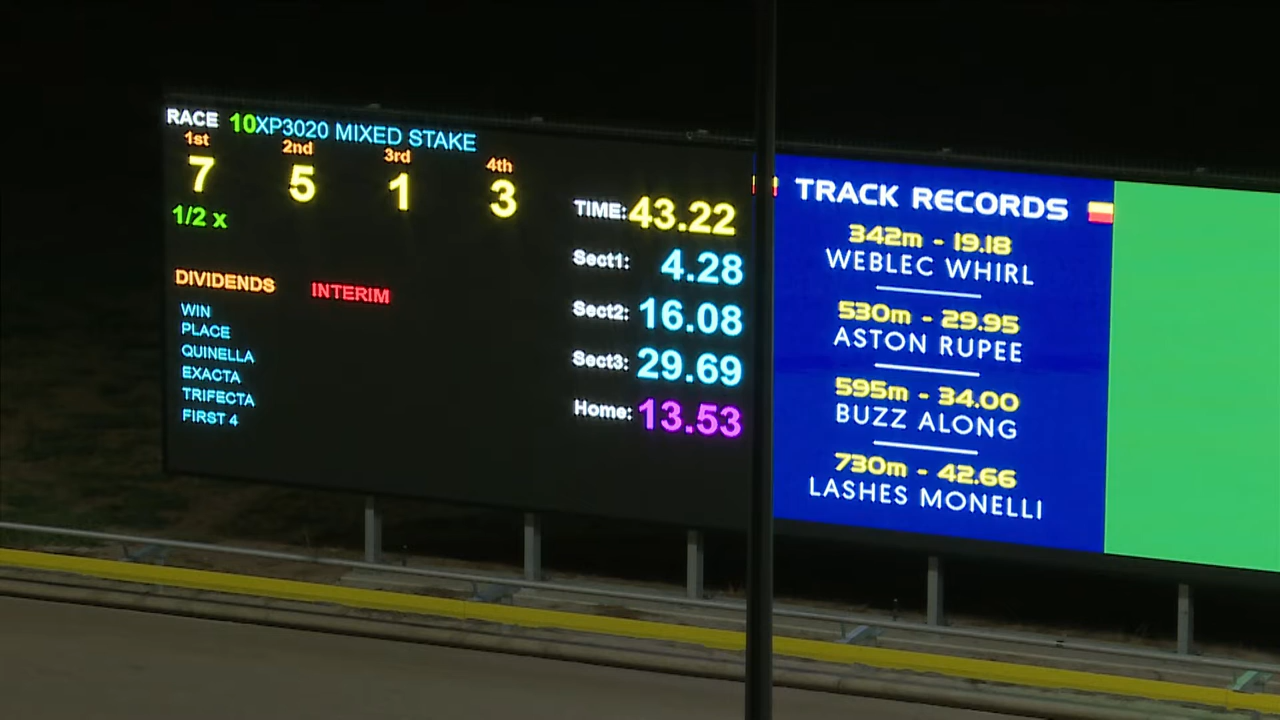 RACE 10XP3020 MIXED STAKE
1st 2nd 3rd 4th
7 5 1 3
1/2 x
DIVIDENDS INTERIM
WIN
PLACE
QUINELLA
EXACTA
TRIFECTA
FIRST 4
TIME:43.22
Sect1: 4.28
Sect2: 16.08
Sect3: 29.69
Home: 13.53
TRACK RECORDS
342m - 19.18
WEBLEC WHIRL
530m - 29.95
ASTON RUPEE
595m - 34.00
BUZZ ALONG
730m - 42.66
LASHES MONELLI